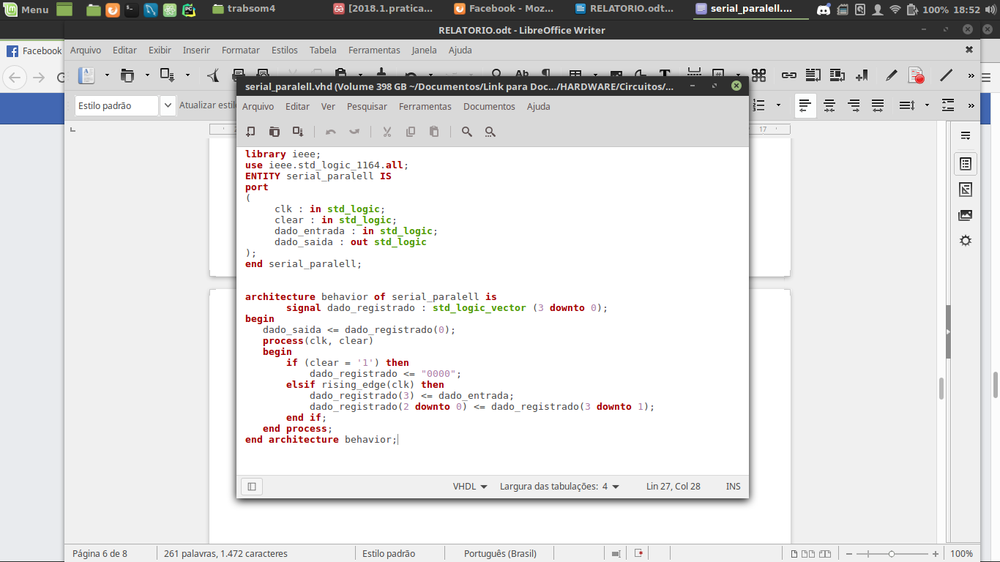 Menu
trabsom4
[2018.1.pratica...
Facebook - Moz...
RELATORIO.odt...
serial_paralell....
100% 18:52
RELATORIO.odt - LibreOffice Writer
Facebook
Arquivo Editar Exibir Inserir Formatar Estilos Tabela Ferramentas Janela Ajuda
Estilo padrão
Atualizar estil
17
serial_paralell.vhd (Volume 398 GB ~/Documentos/Link para Doc.../HARDWARE/Circuitos/...
Arquivo Editar Ver Pesquisar Ferramentas Documentos Ajuda
library ieee;
use ieee.std_logic_1164.all;
ENTITY serial_paralell IS
port
(
clk : in std_logic;
clear : in std_logic;
dado_entrada : in std_logic;
dado_saida : out std_logic
);
end serial_paralell;
architecture behavior of serial_paralell is
signal dado_registrado : std_logic_vector (3 downto 0);
begin
dado_saida <= dado_registrado(0);
process(clk, clear)
begin
if (clear = '1') then
dado_registrado <= "0000";
elsif rising_edge(clk) then
dado_registrado(3) <= dado_entrada;
dado_registrado(2 downto 0) <= dado_registrado(3 downto 1);
end if;
end process;
end architecture behavior;
VHDL Largura das tabulações: 4 Lin 27, Col 28 INS
Página 6 de 8 261 palavras, 1.472 caracteres Estilo padrão Português (Brasil) 100%